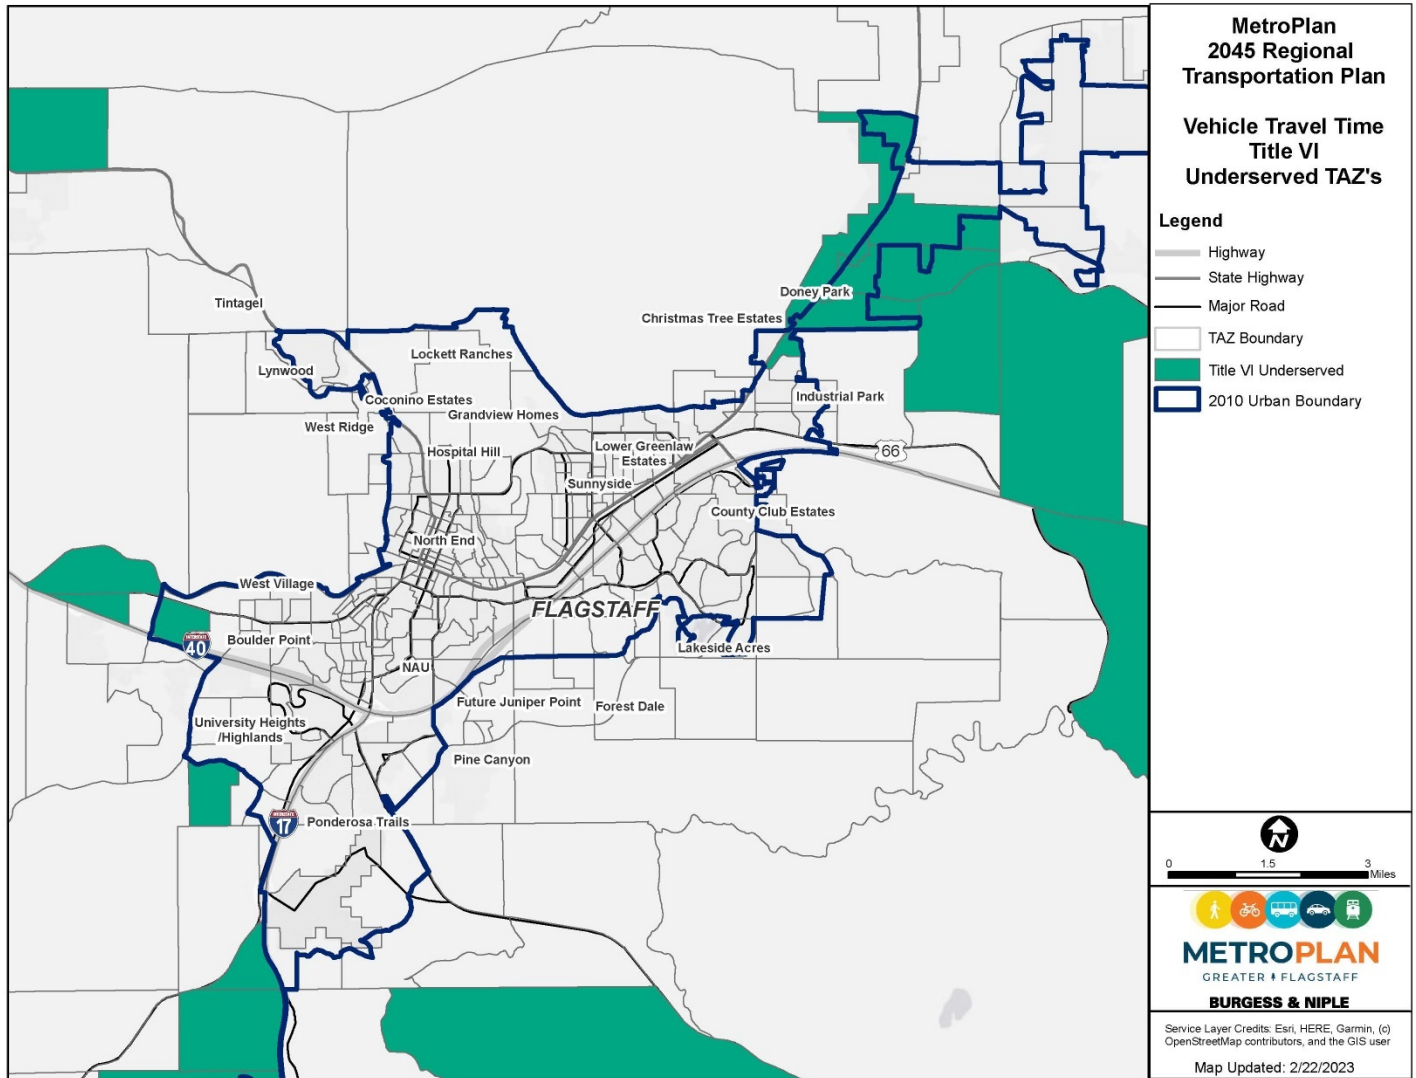 MetroPlan
2045 Regional
Transportation Plan
Vehicle Travel Time
Title VI
Underserved TAZ's
Legend
Highway
State Highway
Major Road
TAZ Boundary
Title VI Underserved
2010 Urban Boundary
Tintagel
Doney Park
Christmas Tree Estates
Lockett Ranches
Lynwood
Coconino Estates
Industrial Park
Grandview Homes
West Ridge
Hospital Hill
Lower Greenlaw
Estates
66
Sunnyside
County Club Estates
North End
West Village
FLAGSTAFF
Boulder Point
INTERSTATE
40
Lakeside Acres
NAU
Future Juniper Point
Forest Dale
University Heights
/Highlands
Pine Canyon
INTERSTATE
17
Ponderosa Trails
N
0 1.5 3
Miles
METROPLAN
GREATER FLAGSTAFF
BURGESS & NIPLE
Service Layer Credits: Esri, HERE, Garmin, (c)
OpenStreetMap contributors, and the GIS user
Map Updated: 2/22/2023